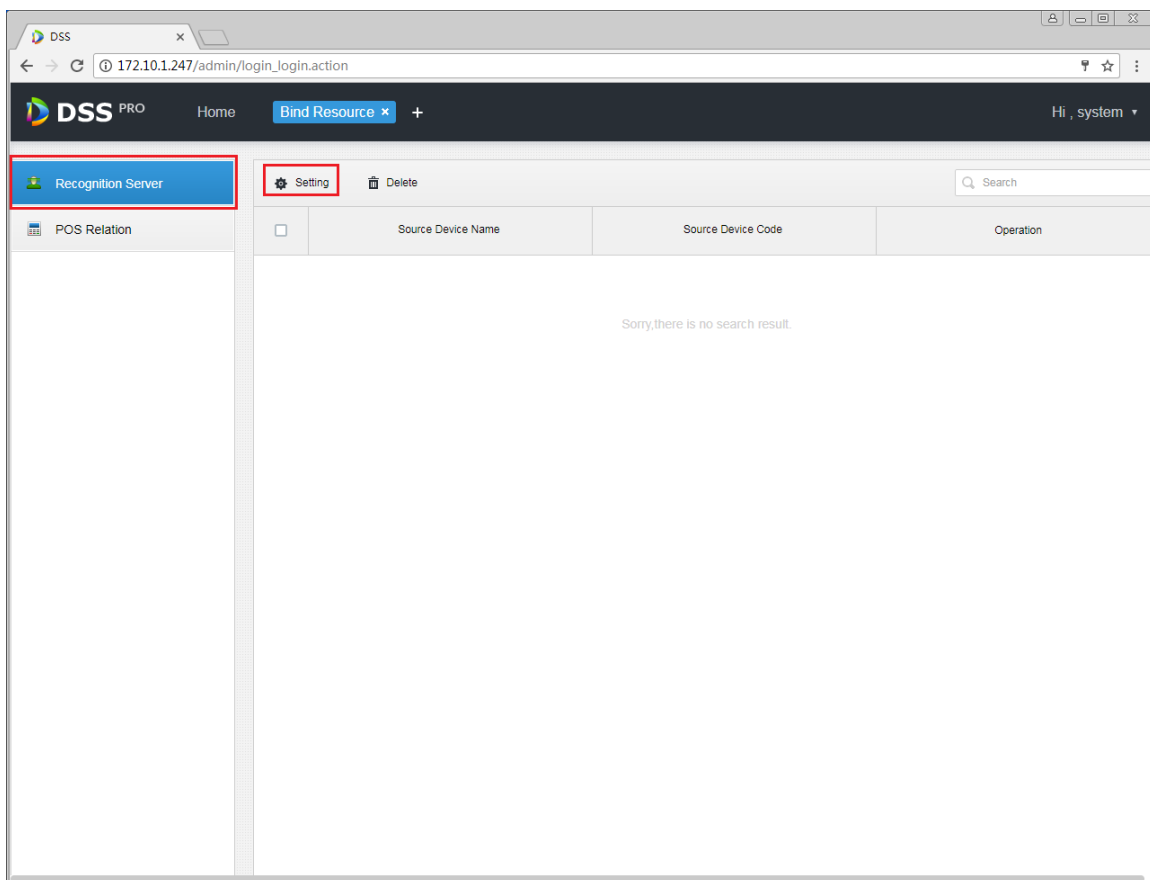 DSS
172.10.1.247/admin/login_login.action
DSS PRO Home Bind Resource × + Hi , system
Recognition Server Setting Delete Search
POS Relation Source Device Name Source Device Code Operation
Sorry,there is no search result.